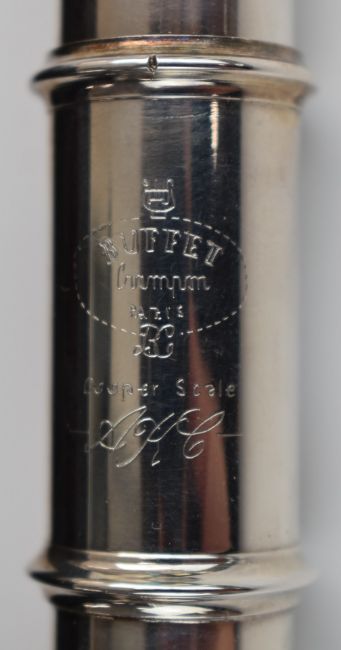 BUFFET
Crampon
PARIS
BC
Cooper Scale